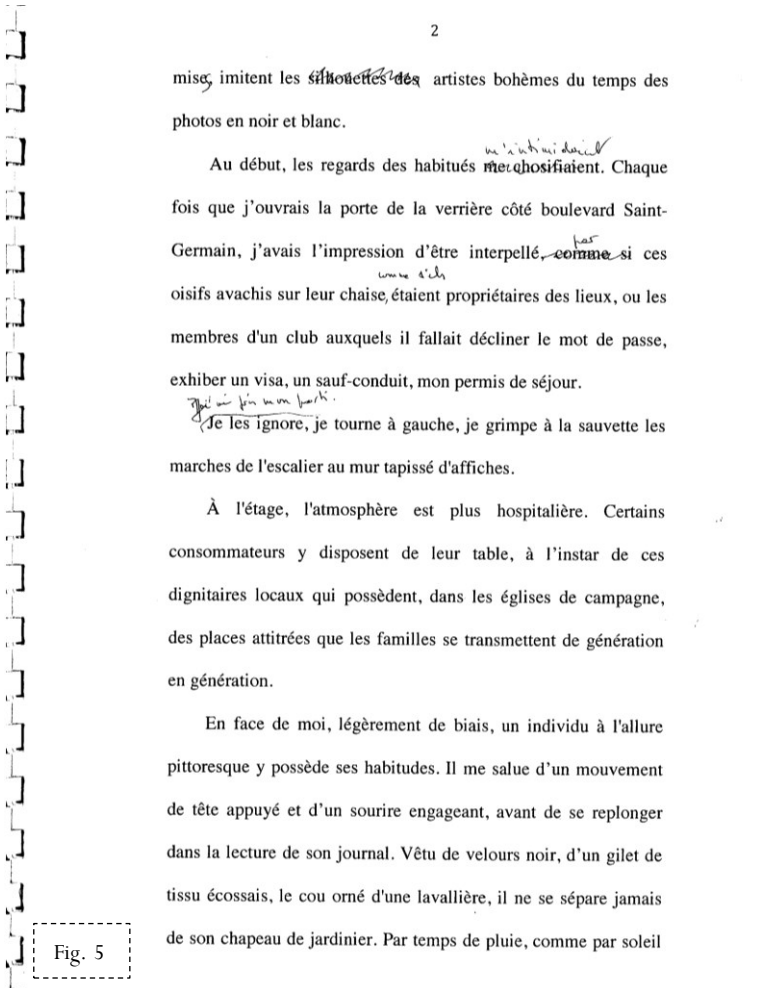 2
mises, imitent les silhouettes des artistes bohèmes du temps des
photos en noir et blanc.
m'intimidaient
Au début, les regards des habitués me chosifiaient. Chaque
fois que j'ouvrais la porte de la verrière côté boulevard Saint-
par
Germain, j'avais l'impression d'être interpellé, comme si ces
comme s'ils
oisifs avachis sur leur chaise, étaient propriétaires des lieux, ou les
membres d'un club auxquels il fallait décliner le mot de passe,
exhiber un visa, un sauf-conduit, mon permis de séjour.
J'ai pris mon parti.
Je les ignore, je tourne à gauche, je grimpe à la sauvette les
marches de l'escalier au mur tapissé d'affiches.
À l'étage, l'atmosphère est plus hospitalière. Certains
consommateurs y disposent de leur table, à l'instar de ces
dignitaires locaux qui possèdent, dans les églises de campagne,
des places attitrées que les familles se transmettent de génération
en génération.
En face de moi, légèrement de biais, un individu à l'allure
pittoresque y possède ses habitudes. Il me salue d'un mouvement
de tête appuyé et d'un sourire engageant, avant de se replonger
dans la lecture de son journal. Vêtu de velours noir, d'un gilet de
tissu écossais, le cou orné d'une lavallière, il ne se sépare jamais
de son chapeau de jardinier. Par temps de pluie, comme par soleil
Fig. 5